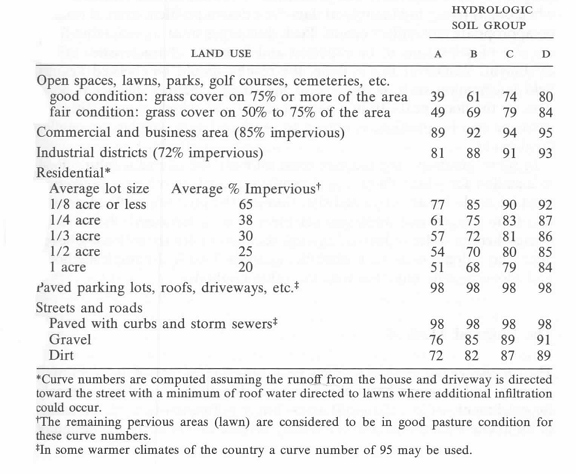 HYDROLOGIC
SOIL GROUP
LAND USE A B C D
Open spaces, lawns, parks, golf courses, cemeteries, etc.
good condition: grass cover on 75% or more of the area 39 61 74 80
fair condition: grass cover on 50% to 75% of the area 49 69 79 84
Commercial and business area (85% impervious) 89 92 94 95
Industrial districts (72% impervious) 81 88 91 93
Residential*
Average lot size Average % Impervious†
1/8 acre or less 65 77 85 90 92
1/4 acre 38 61 75 83 87
1/3 acre 30 57 72 81 86
1/2 acre 25 54 70 80 85
1 acre 20 51 68 79 84
Paved parking lots, roofs, driveways, etc.‡ 98 98 98 98
Streets and roads
Paved with curbs and storm sewers‡ 98 98 98 98
Gravel 76 85 89 91
Dirt 72 82 87 89
*Curve numbers are computed assuming the runoff from the house and driveway is directed
toward the street with a minimum of roof water directed to lawns where additional infiltration
could occur.
†The remaining pervious areas (lawn) are considered to be in good pasture condition for
these curve numbers.
‡In some warmer climates of the country a curve number of 95 may be used.